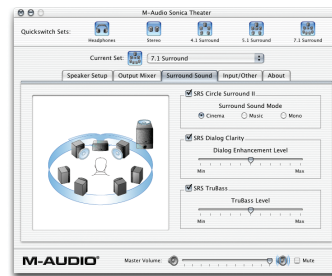 M-Audio Sonica Theater
Quickswitch Sets:
Headphones
Stereo
4.1 Surround
5.1 Surround
7.1 Surround
Current Set:
7.1 Surround
Speaker Setup
Output Mixer
Surround Sound
Input/Other
About
SRS Circle Surround II
Surround Sound Mode
Cinema
Music
Mono
SRS Dialog Clarity
Dialog Enhancement Level
Min
Max
SRS TruBass
TruBass Level
Min
Max
M-AUDIO®
Master Volume:
Mute